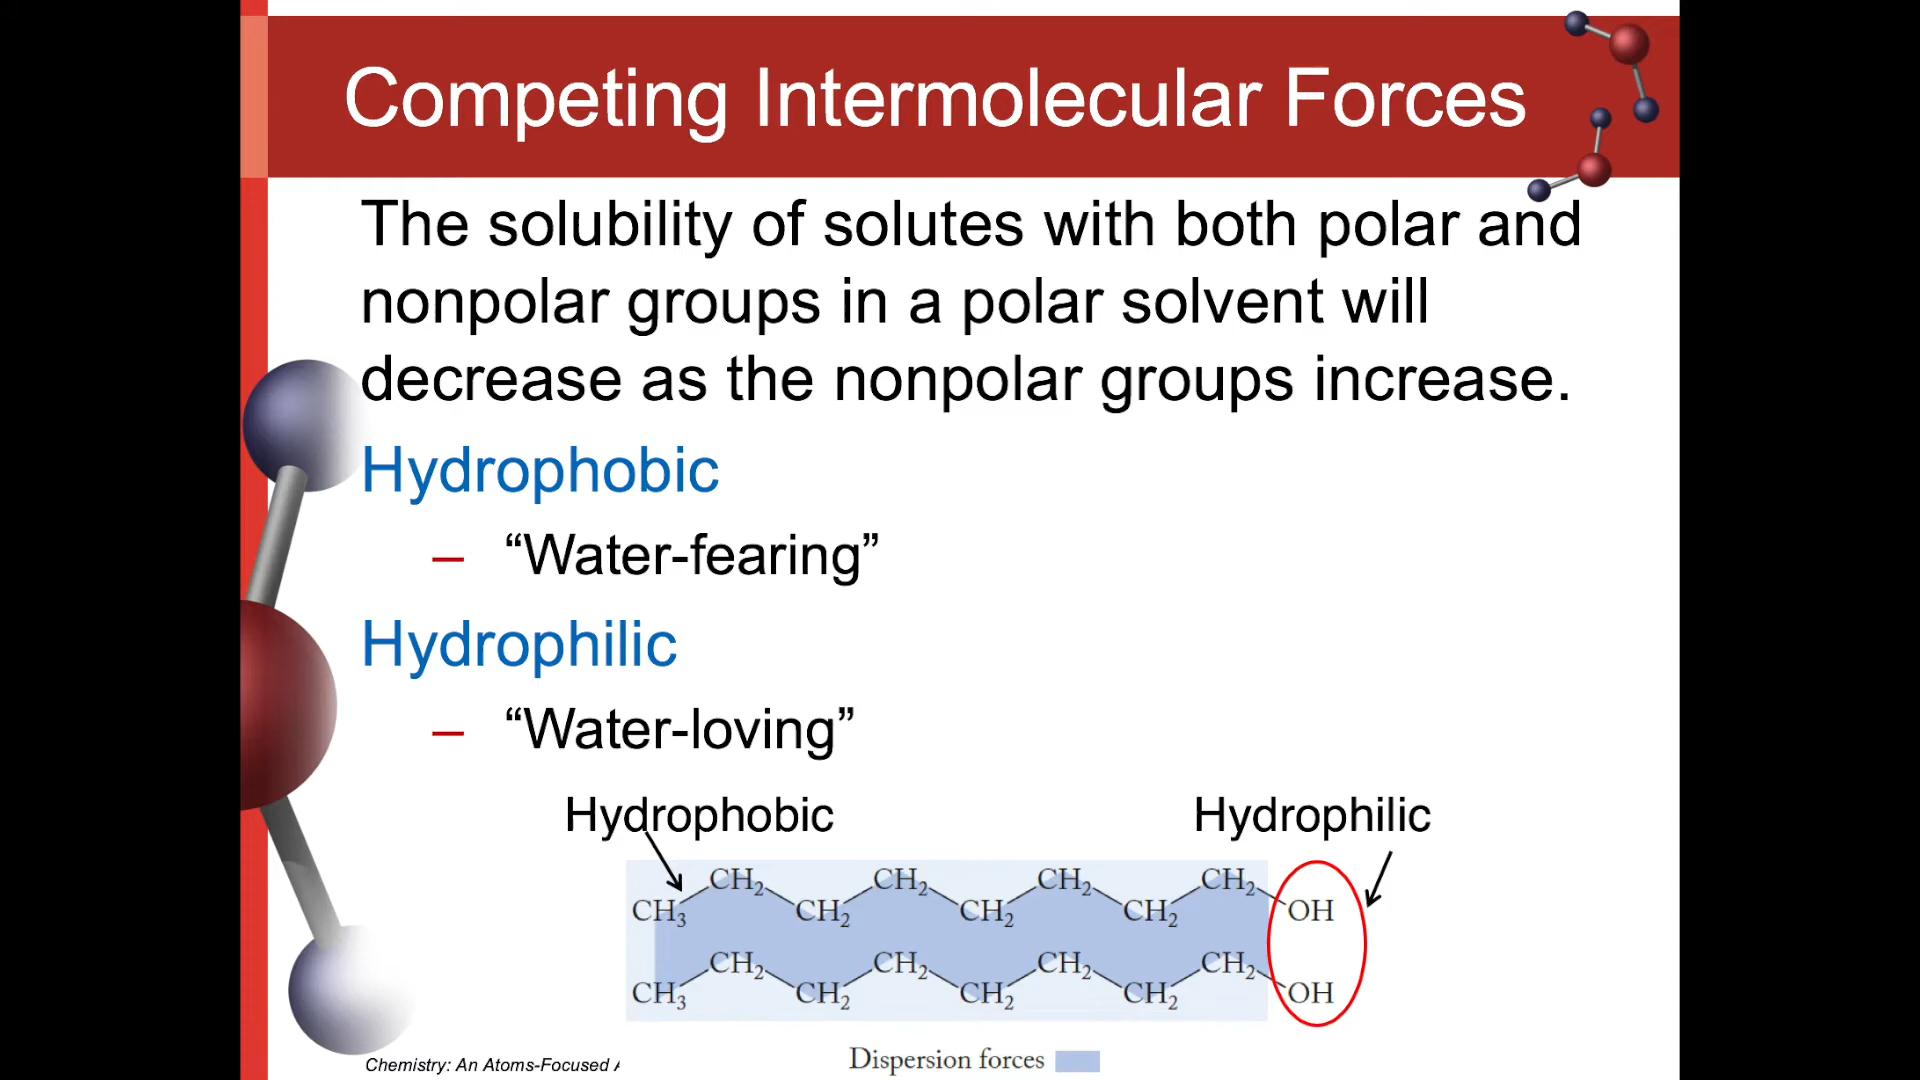 Competing Intermolecular Forces
The solubility of solutes with both polar and
nonpolar groups in a polar solvent will
decrease as the nonpolar groups increase.
Hydrophobic
– “Water-fearing”
Hydrophilic
– “Water-loving”
Hydrophobic Hydrophilic
CH₂ CH₂ CH₂ CH₂
CH₃ CH₂ CH₂ CH₂ OH
CH₂ CH₂ CH₂ CH₂
CH₃ CH₂ CH₂ CH₂ OH
Dispersion forces
Chemistry: An Atoms-Focused